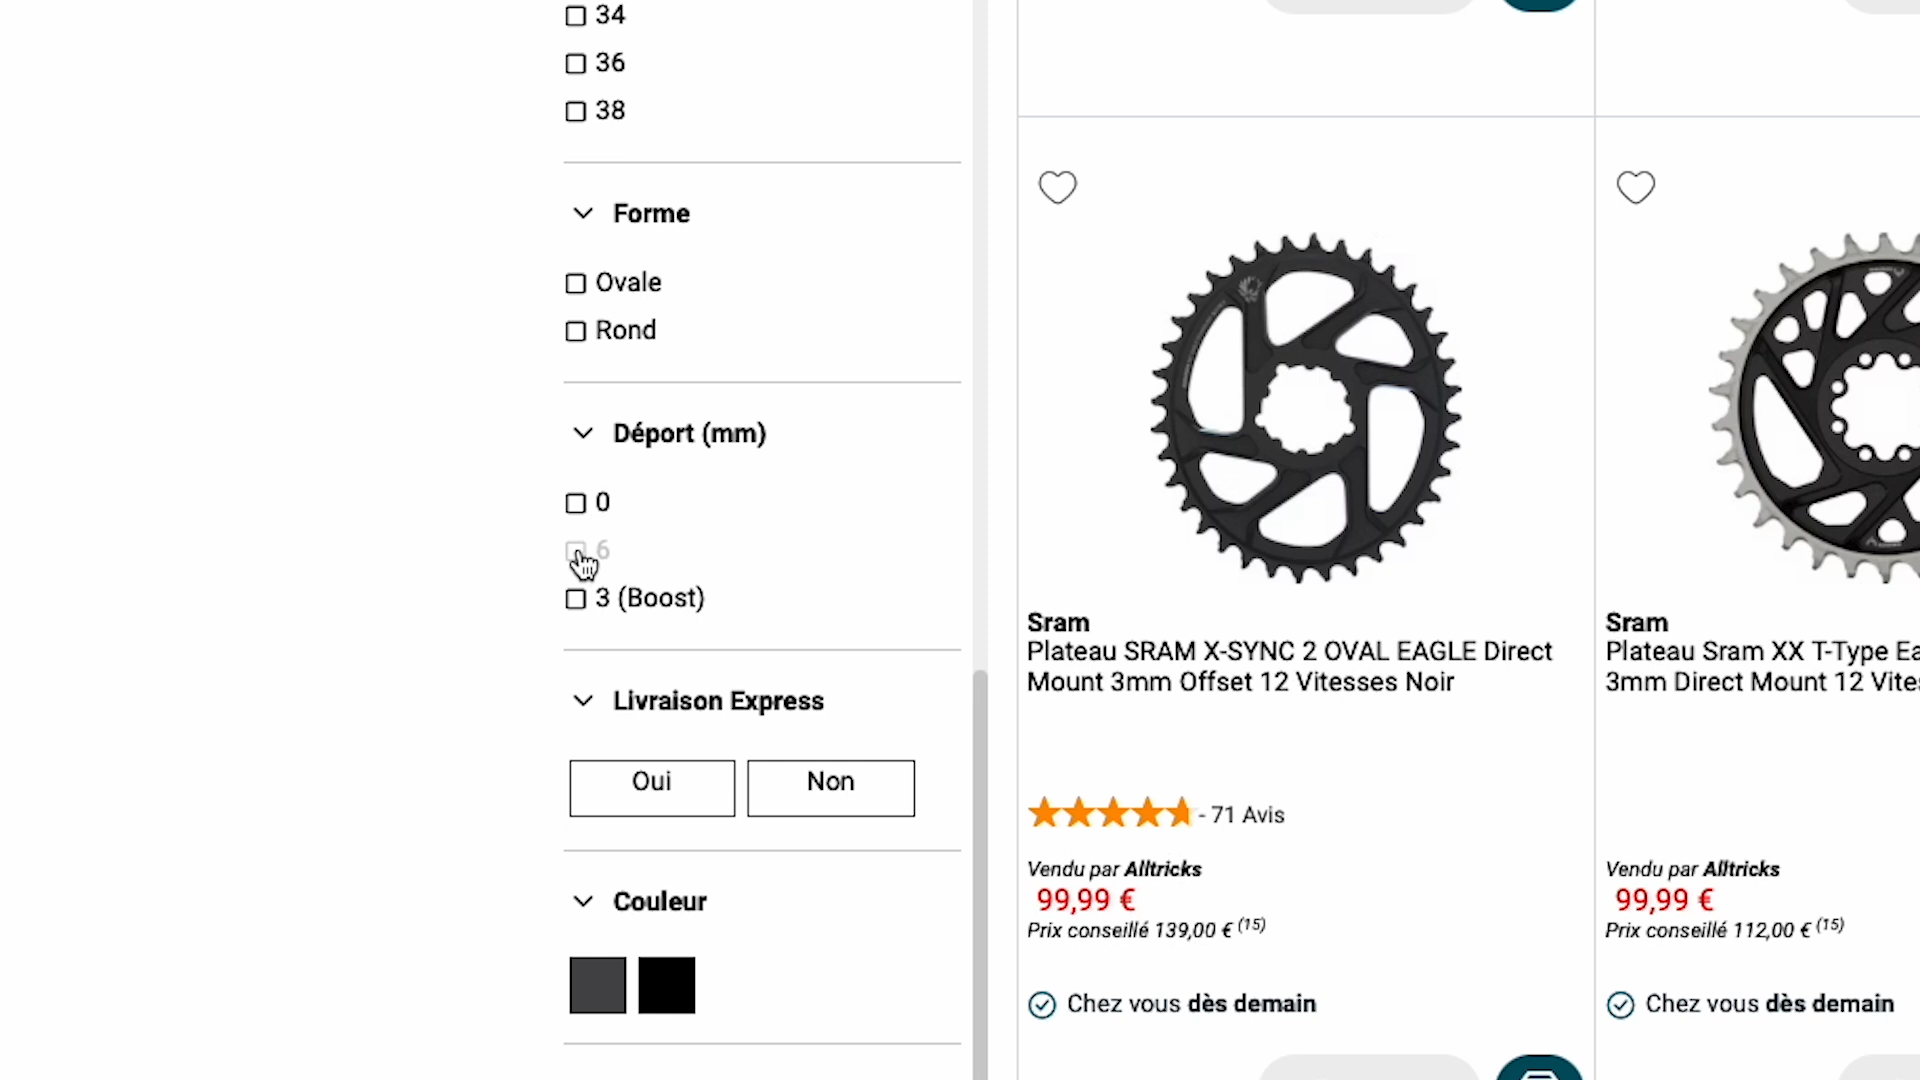 34
36
38
Forme
Ovale
Rond
Déport (mm)
0
6
3 (Boost)
Livraison Express
Oui
Non
Couleur
Sram
Plateau SRAM X-SYNC 2 OVAL EAGLE Direct
Mount 3mm Offset 12 Vitesses Noir
- 71 Avis
Vendu par Alltricks
99,99 €
Prix conseillé 139,00 € (15)
Chez vous dès demain
Sram
Plateau Sram XX T-Type Ea
3mm Direct Mount 12 Vites
Vendu par Alltricks
99,99 €
Prix conseillé 112,00 € (15)
Chez vous dès demain